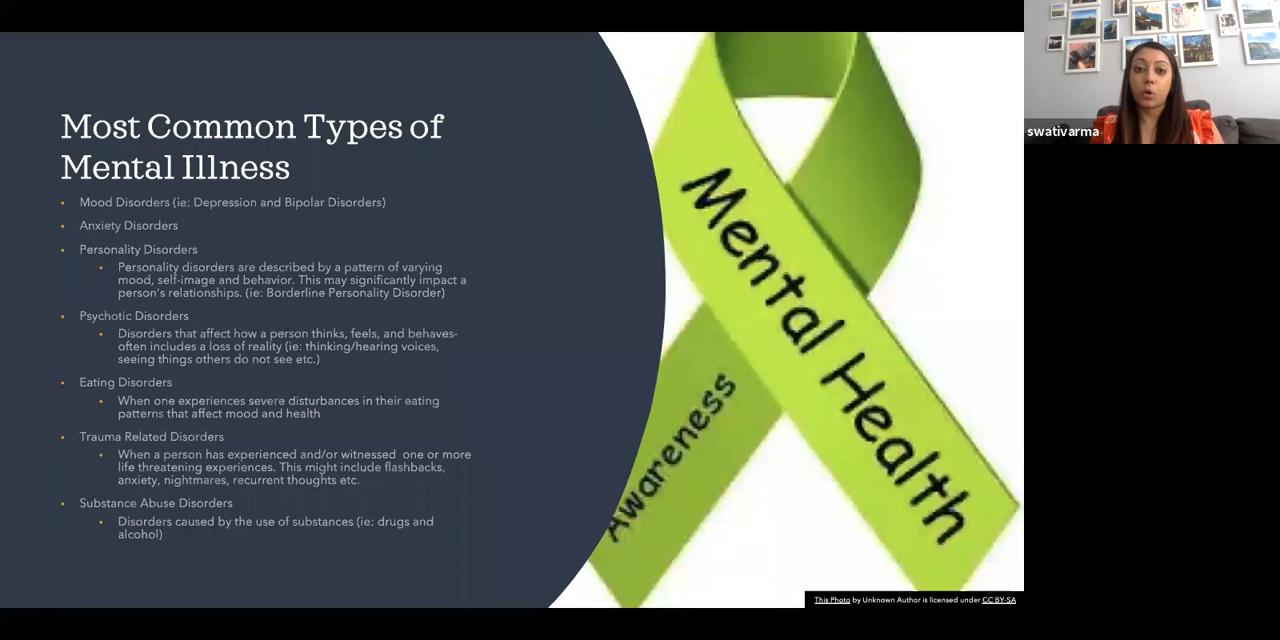 Most Common Types of
Mental Illness
• Mood Disorders (ie: Depression and Bipolar Disorders)
• Anxiety Disorders
• Personality Disorders
• Personality disorders are described by a pattern of varying
mood, self-image and behavior. This may significantly impact a
person's relationships. (ie: Borderline Personality Disorder)
• Psychotic Disorders
• Disorders that affect how a person thinks, feels, and behaves-
often includes a loss of reality (ie: thinking/hearing voices,
seeing things others do not see etc.)
• Eating Disorders
• When one experiences severe disturbances in their eating
patterns that affect mood and health
• Trauma Related Disorders
• When a person has experienced and/or witnessed one or more
life threatening experiences. This might include flashbacks,
anxiety, nightmares, recurrent thoughts etc.
• Substance Abuse Disorders
• Disorders caused by the use of substances (ie: drugs and
alcohol)
Mental Health
Awareness
This Photo by Unknown Author is licensed under CC BY-SA
swativarma